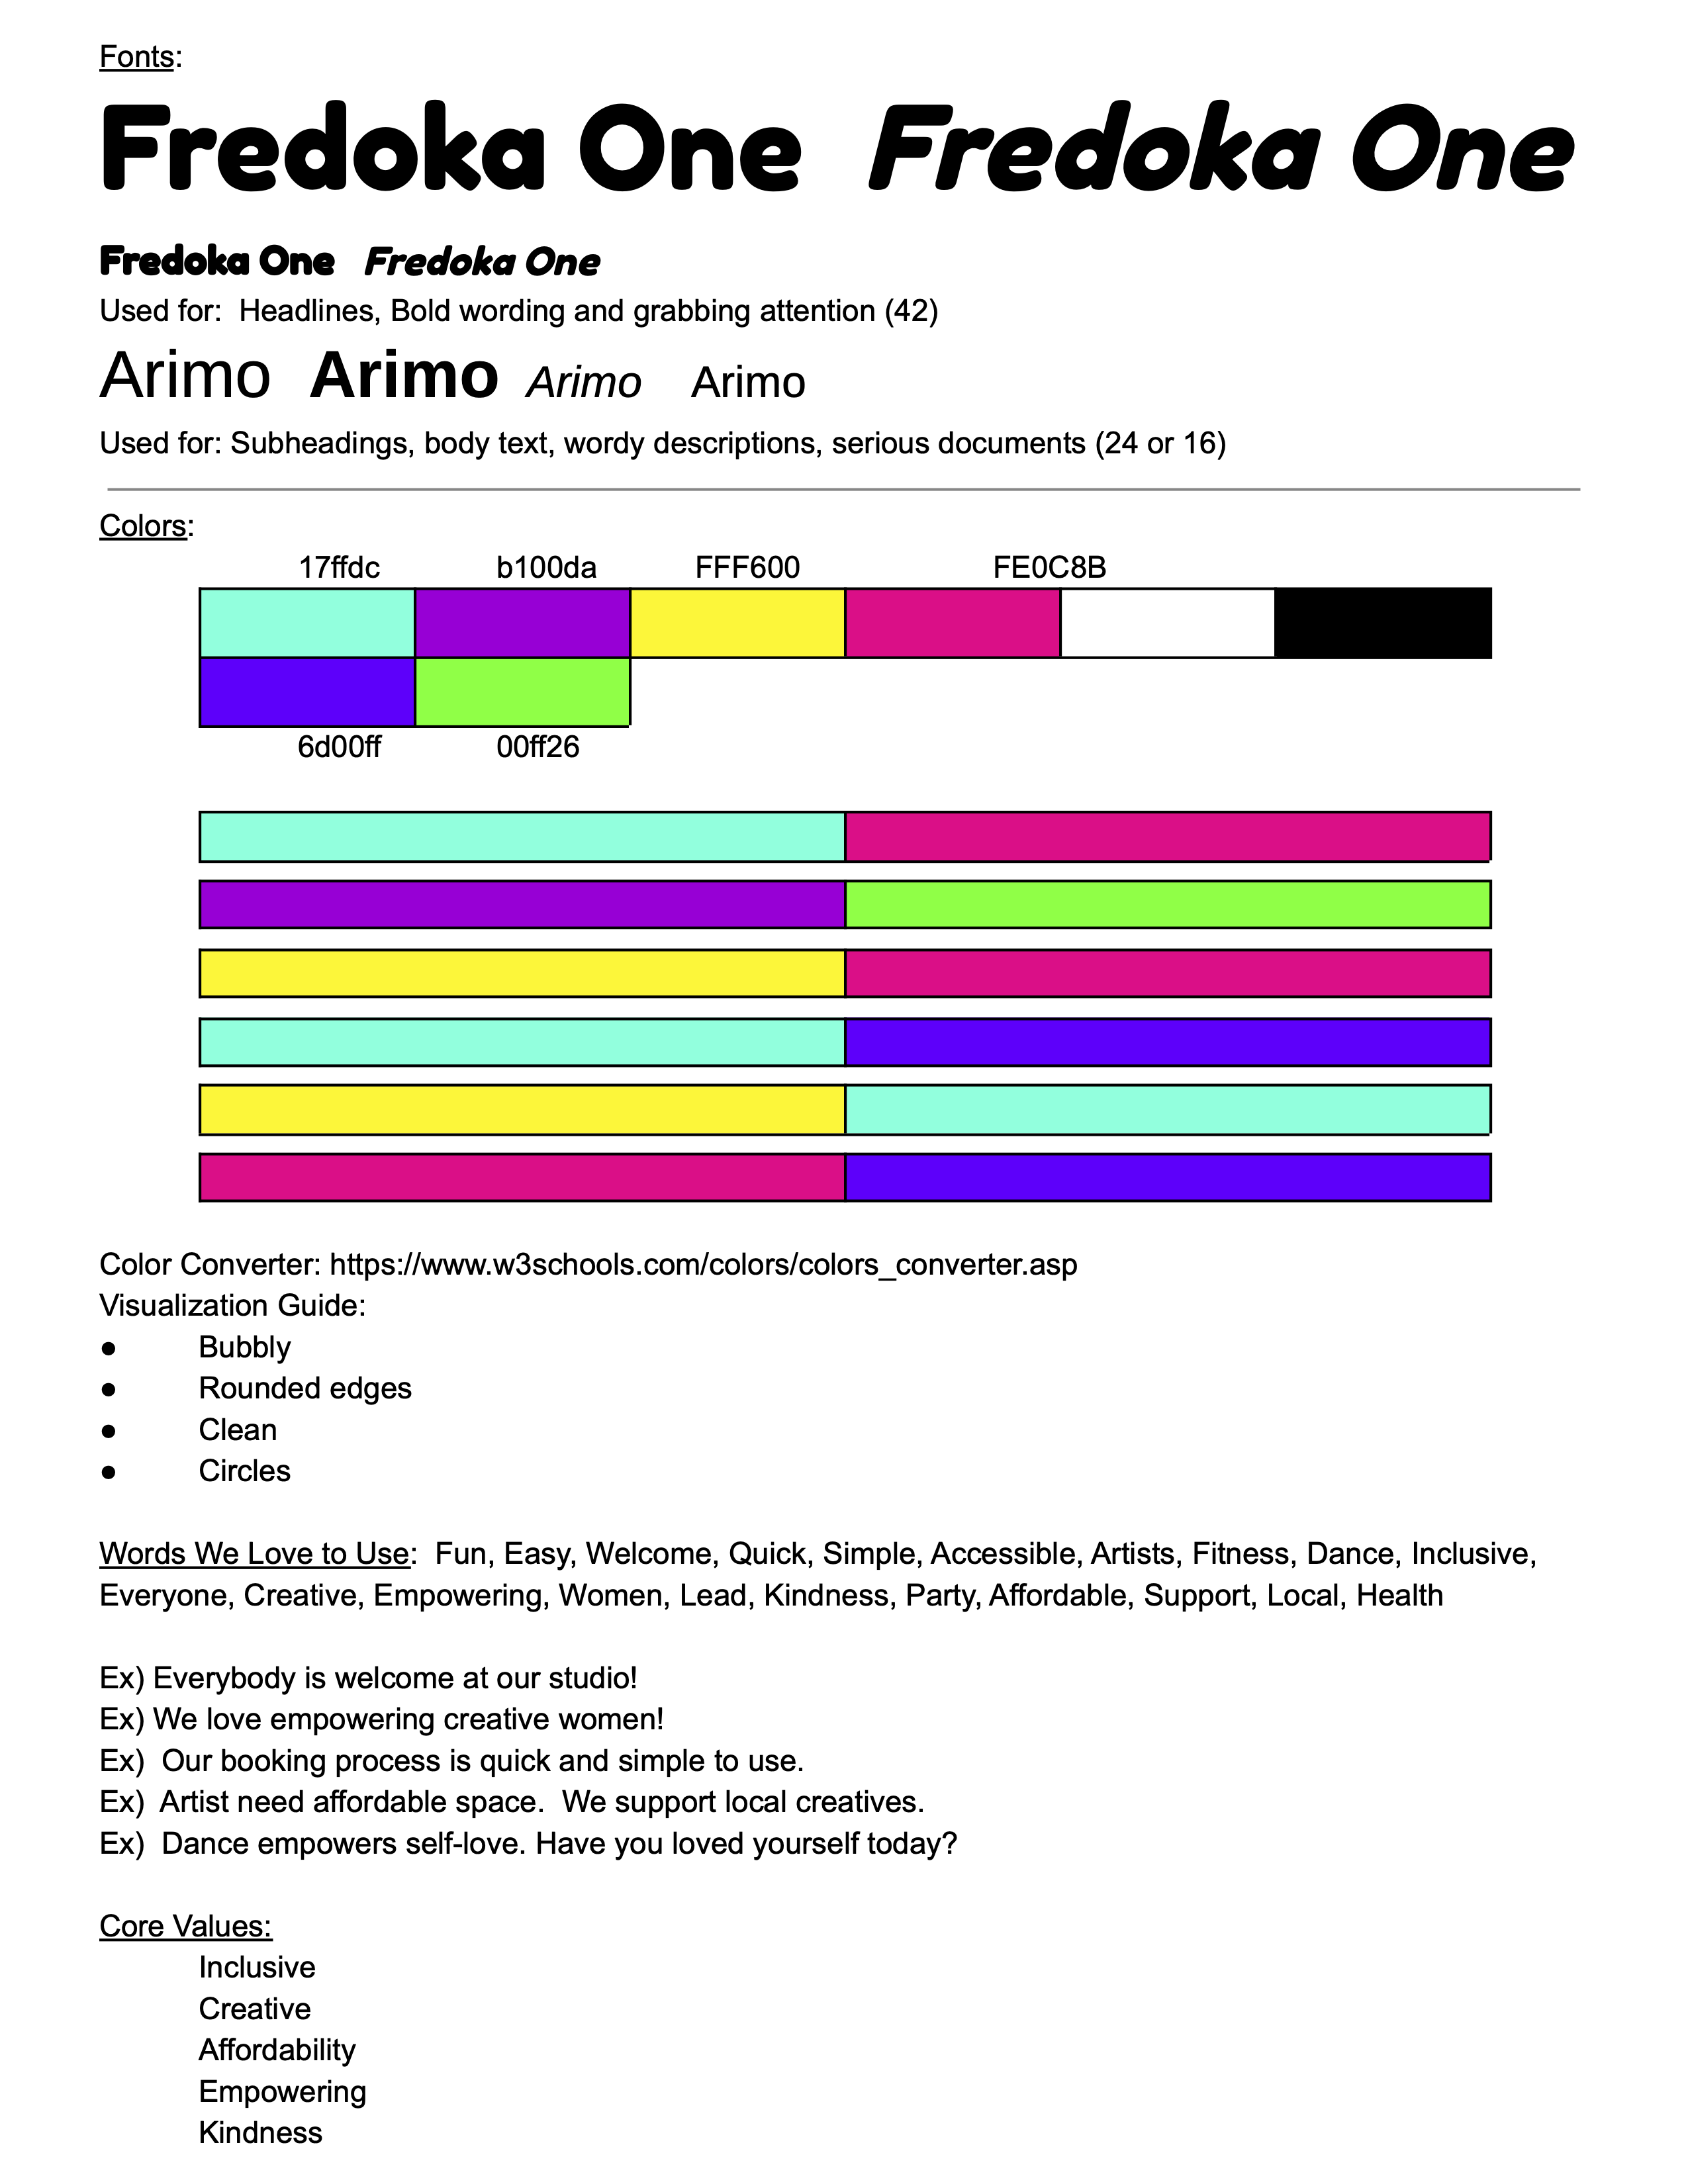 Fonts:
Fredoka One Fredoka One
Fredoka One Fredoka One
Used for: Headlines, Bold wording and grabbing attention (42)
Arimo Arimo Arimo Arimo
Used for: Subheadings, body text, wordy descriptions, serious documents (24 or 16)
Colors:
17ffdc b100da FFF600 FE0C8B
6d00ff 00ff26
Color Converter: https://www.w3schools.com/colors/colors_converter.asp
Visualization Guide:
● Bubbly
● Rounded edges
● Clean
● Circles
Words We Love to Use: Fun, Easy, Welcome, Quick, Simple, Accessible, Artists, Fitness, Dance, Inclusive,
Everyone, Creative, Empowering, Women, Lead, Kindness, Party, Affordable, Support, Local, Health
Ex) Everybody is welcome at our studio!
Ex) We love empowering creative women!
Ex) Our booking process is quick and simple to use.
Ex) Artist need affordable space. We support local creatives.
Ex) Dance empowers self-love. Have you loved yourself today?
Core Values:
Inclusive
Creative
Affordability
Empowering
Kindness